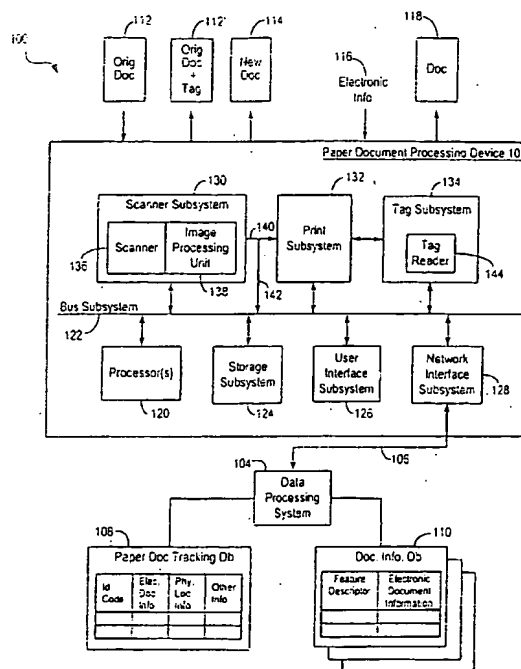 112
112'
114
118
100
Orig
Doc
Orig
Doc
+
Tag
New
Doc
116
Electronic
Info
Doc
Paper Document Processing Device 10
130
132
134
Scanner Subsystem
140
Print
Subsystem
Tag Subsystem
136
Scanner
Image
Processing
Unit
Tag
Reader
138
142
144
Bus Subsystem
122
Processor(s)
Storage
Subsystem
User
Interface
Subsystem
Network
Interface
Subsystem
128
120
124
126
104
106
Data
Processing
System
108
110
Paper Doc Tracking Db
Doc. Info. Db
Id
Code
Elec.
Doc
Info
Phy.
Loc
Info
Other
Info
Feature
Descriptor
Electronic
Document
Information